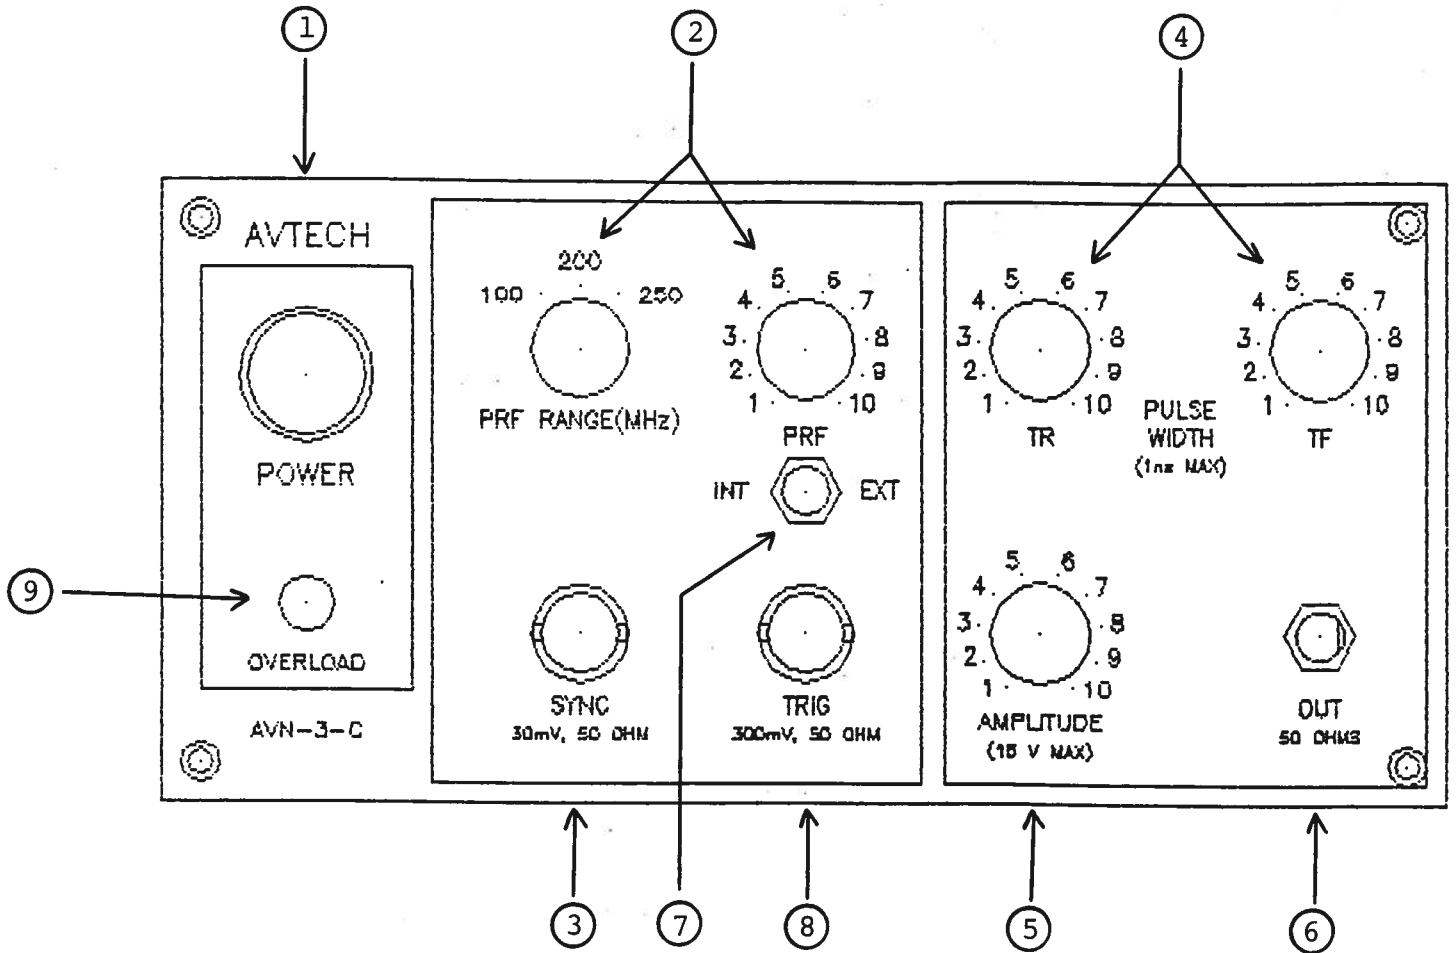 1
2
4
AVTECH
POWER
OVERLOAD
AVN-3-C
9
100 200 250
PRF RANGE(MHz)
1 2 3 4 5 6 7 8 9 10
PRF
INT EXT
SYNC
30mV, 50 OHM
TRIG
300mV, 50 OHM
1 2 3 4 5 6 7 8 9 10
TR
PULSE
WIDTH
(1ns MAX)
1 2 3 4 5 6 7 8 9 10
TF
1 2 3 4 5 6 7 8 9 10
AMPLITUDE
(15 V MAX)
OUT
50 OHMS
3
7
8
5
6